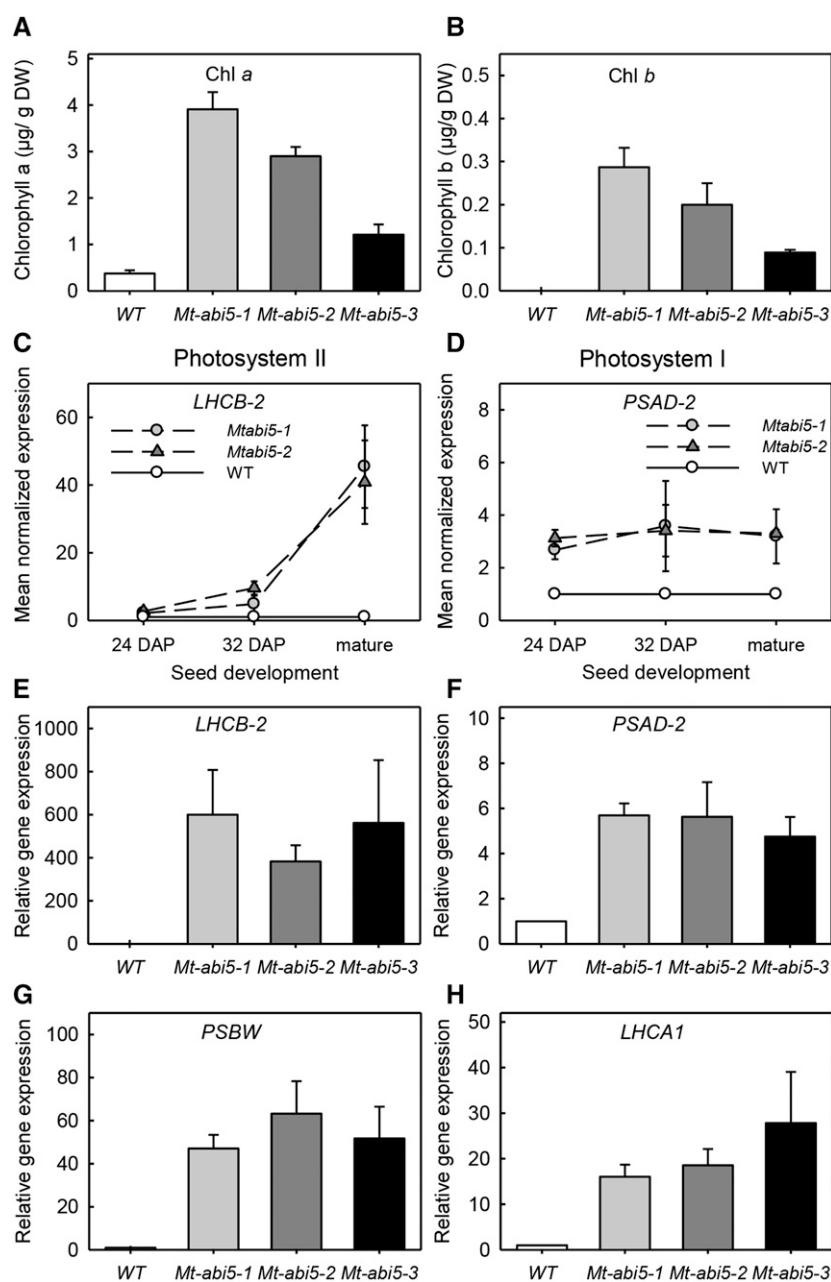 A
B
Chl a
Chl b
Chlorophyll a (µg/ g DW)
5
4
3
2
1
0
WT Mt-abi5-1 Mt-abi5-2 Mt-abi5-3
Chlorophyll b (µg/g DW)
0.5
0.4
0.3
0.2
0.1
0.0
WT Mt-abi5-1 Mt-abi5-2 Mt-abi5-3
C
Photosystem II
D
Photosystem I
LHCB-2
Mtabi5-1
Mtabi5-2
WT
Mean normalized expression
60
40
20
0
24 DAP 32 DAP mature
Seed development
PSAD-2
Mtabi5-1
Mtabi5-2
WT
Mean normalized expression
8
6
4
2
0
24 DAP 32 DAP mature
Seed development
E
LHCB-2
Relative gene expression
1000
800
600
400
200
0
WT Mt-abi5-1 Mt-abi5-2 Mt-abi5-3
F
PSAD-2
Relative gene expression
10
8
6
4
2
0
WT Mt-abi5-1 Mt-abi5-2 Mt-abi5-3
G
PSBW
Relative gene expression
100
80
60
40
20
0
WT Mt-abi5-1 Mt-abi5-2 Mt-abi5-3
H
LHCA1
Relative gene expression
50
40
30
20
10
0
WT Mt-abi5-1 Mt-abi5-2 Mt-abi5-3